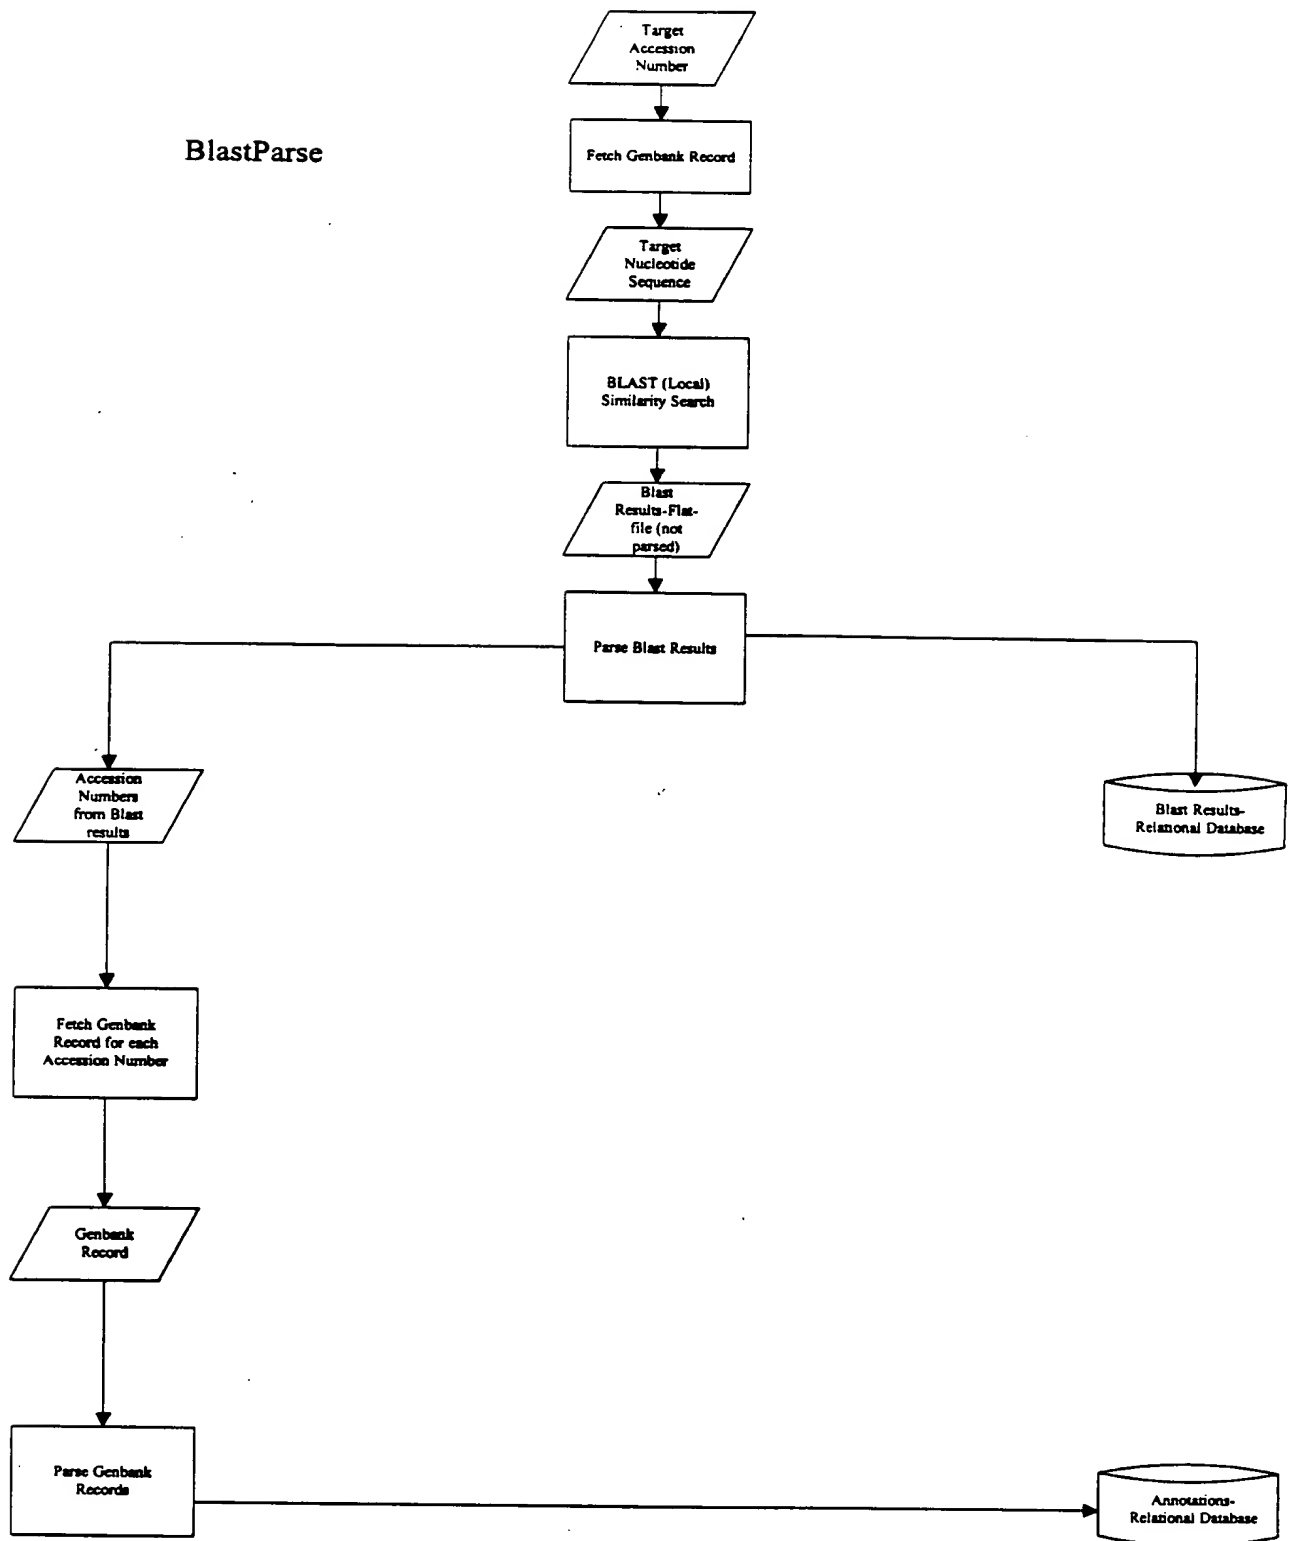 Target
Accession
Number
BlastParse
Fetch Genbank Record
Target
Nucleotide
Sequence
BLAST (Local)
Similarity Search
Blast
Results-Flat-
file (not
parsed)
Parse Blast Results
Accession
Numbers
from Blast
results
Blast Results-
Relational Database
Fetch Genbank
Record for each
Accession Number
Genbank
Record
Parse Genbank
Records
Annotations-
Relational Database